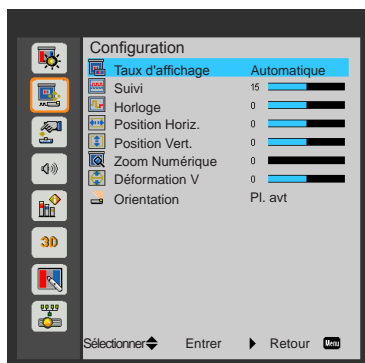 Configuration
Taux d'affichage Automatique
Suivi 15
Horloge 0
Position Horiz. 0
Position Vert. 0
Zoom Numérique 0
Déformation V 0
Orientation Pl. avt
3D
Sélectionner Entrer Retour Menu